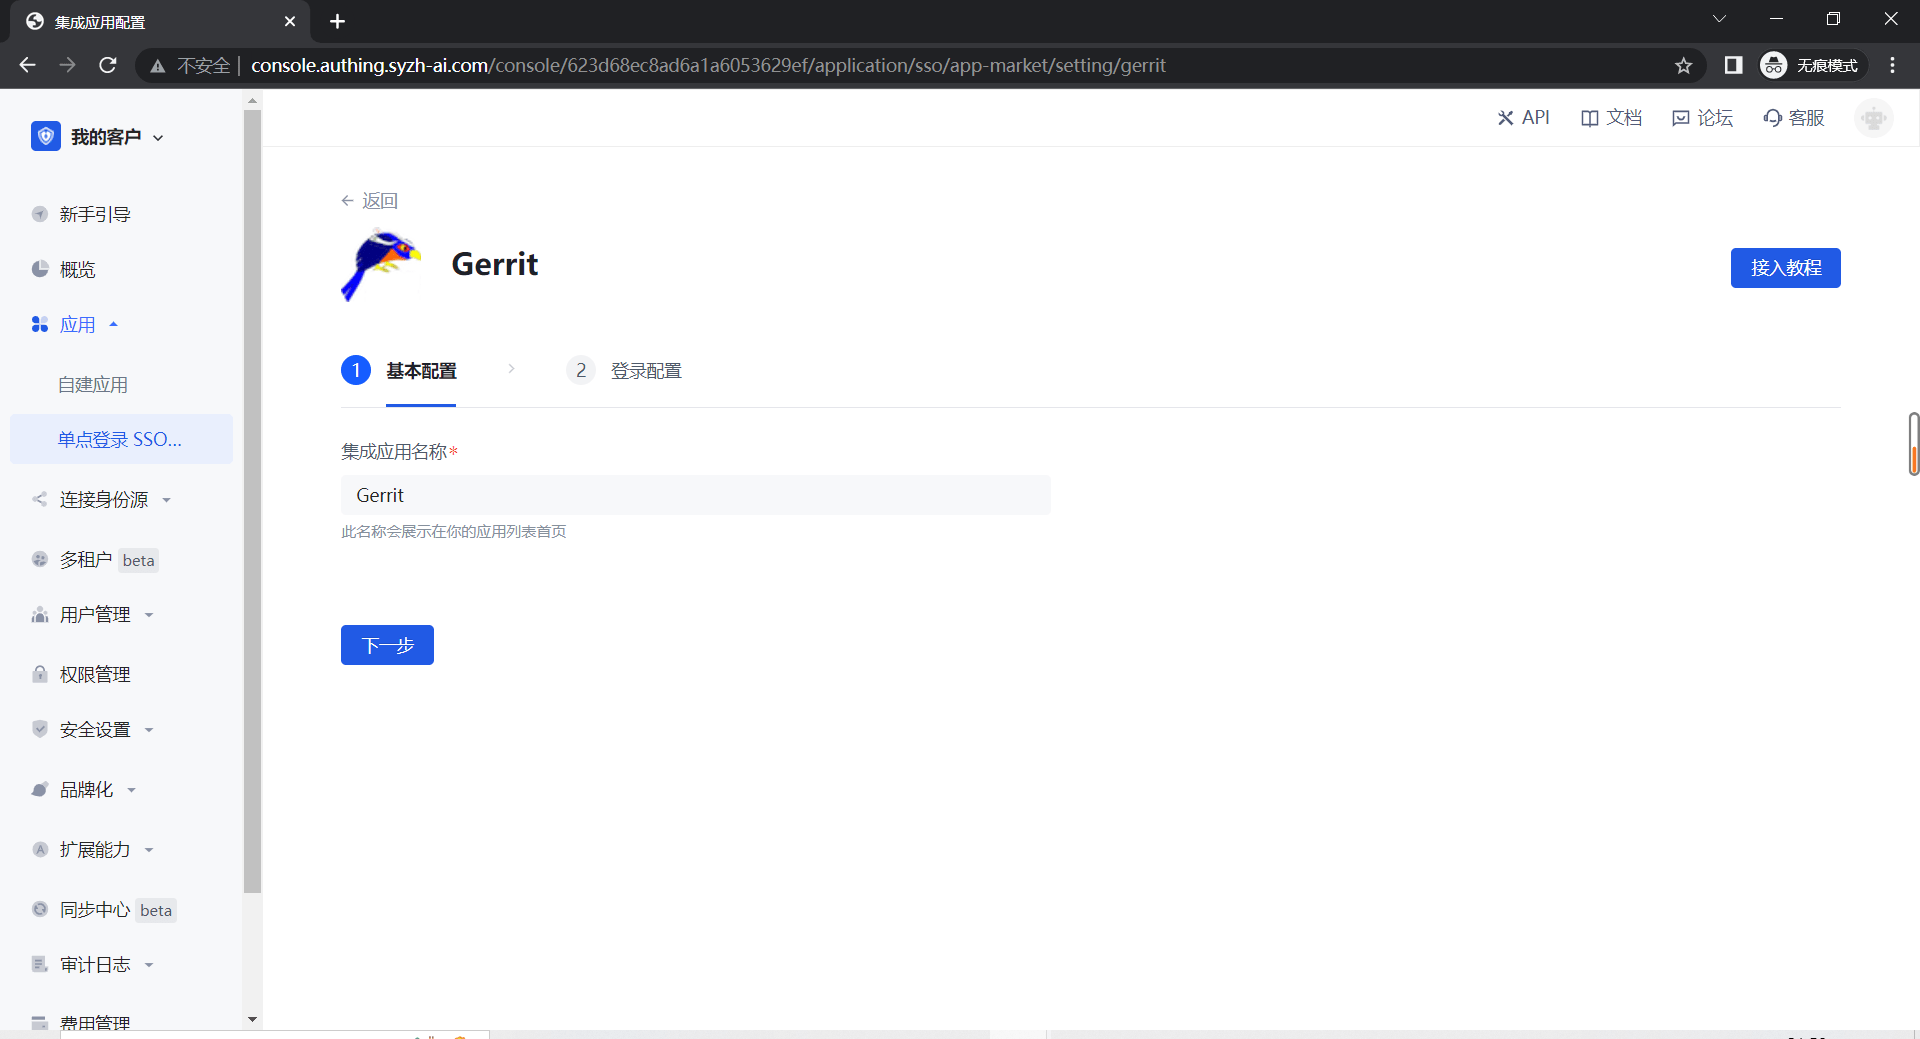 集成应用配置
不安全 console.authing.syzh-ai.com/console/623d68ec8ad6a1a6053629ef/application/sso/app-market/setting/gerrit 无痕模式
我的客户
API 文档 论坛 客服
新手引导
概览
应用
自建应用
单点登录 SSO...
连接身份源
多租户 beta
用户管理
权限管理
安全设置
品牌化
扩展能力
同步中心 beta
审计日志
费用管理
返回
Gerrit
接入教程
1 基本配置 2 登录配置
集成应用名称*
Gerrit
此名称会展示在你的应用列表首页
下一步